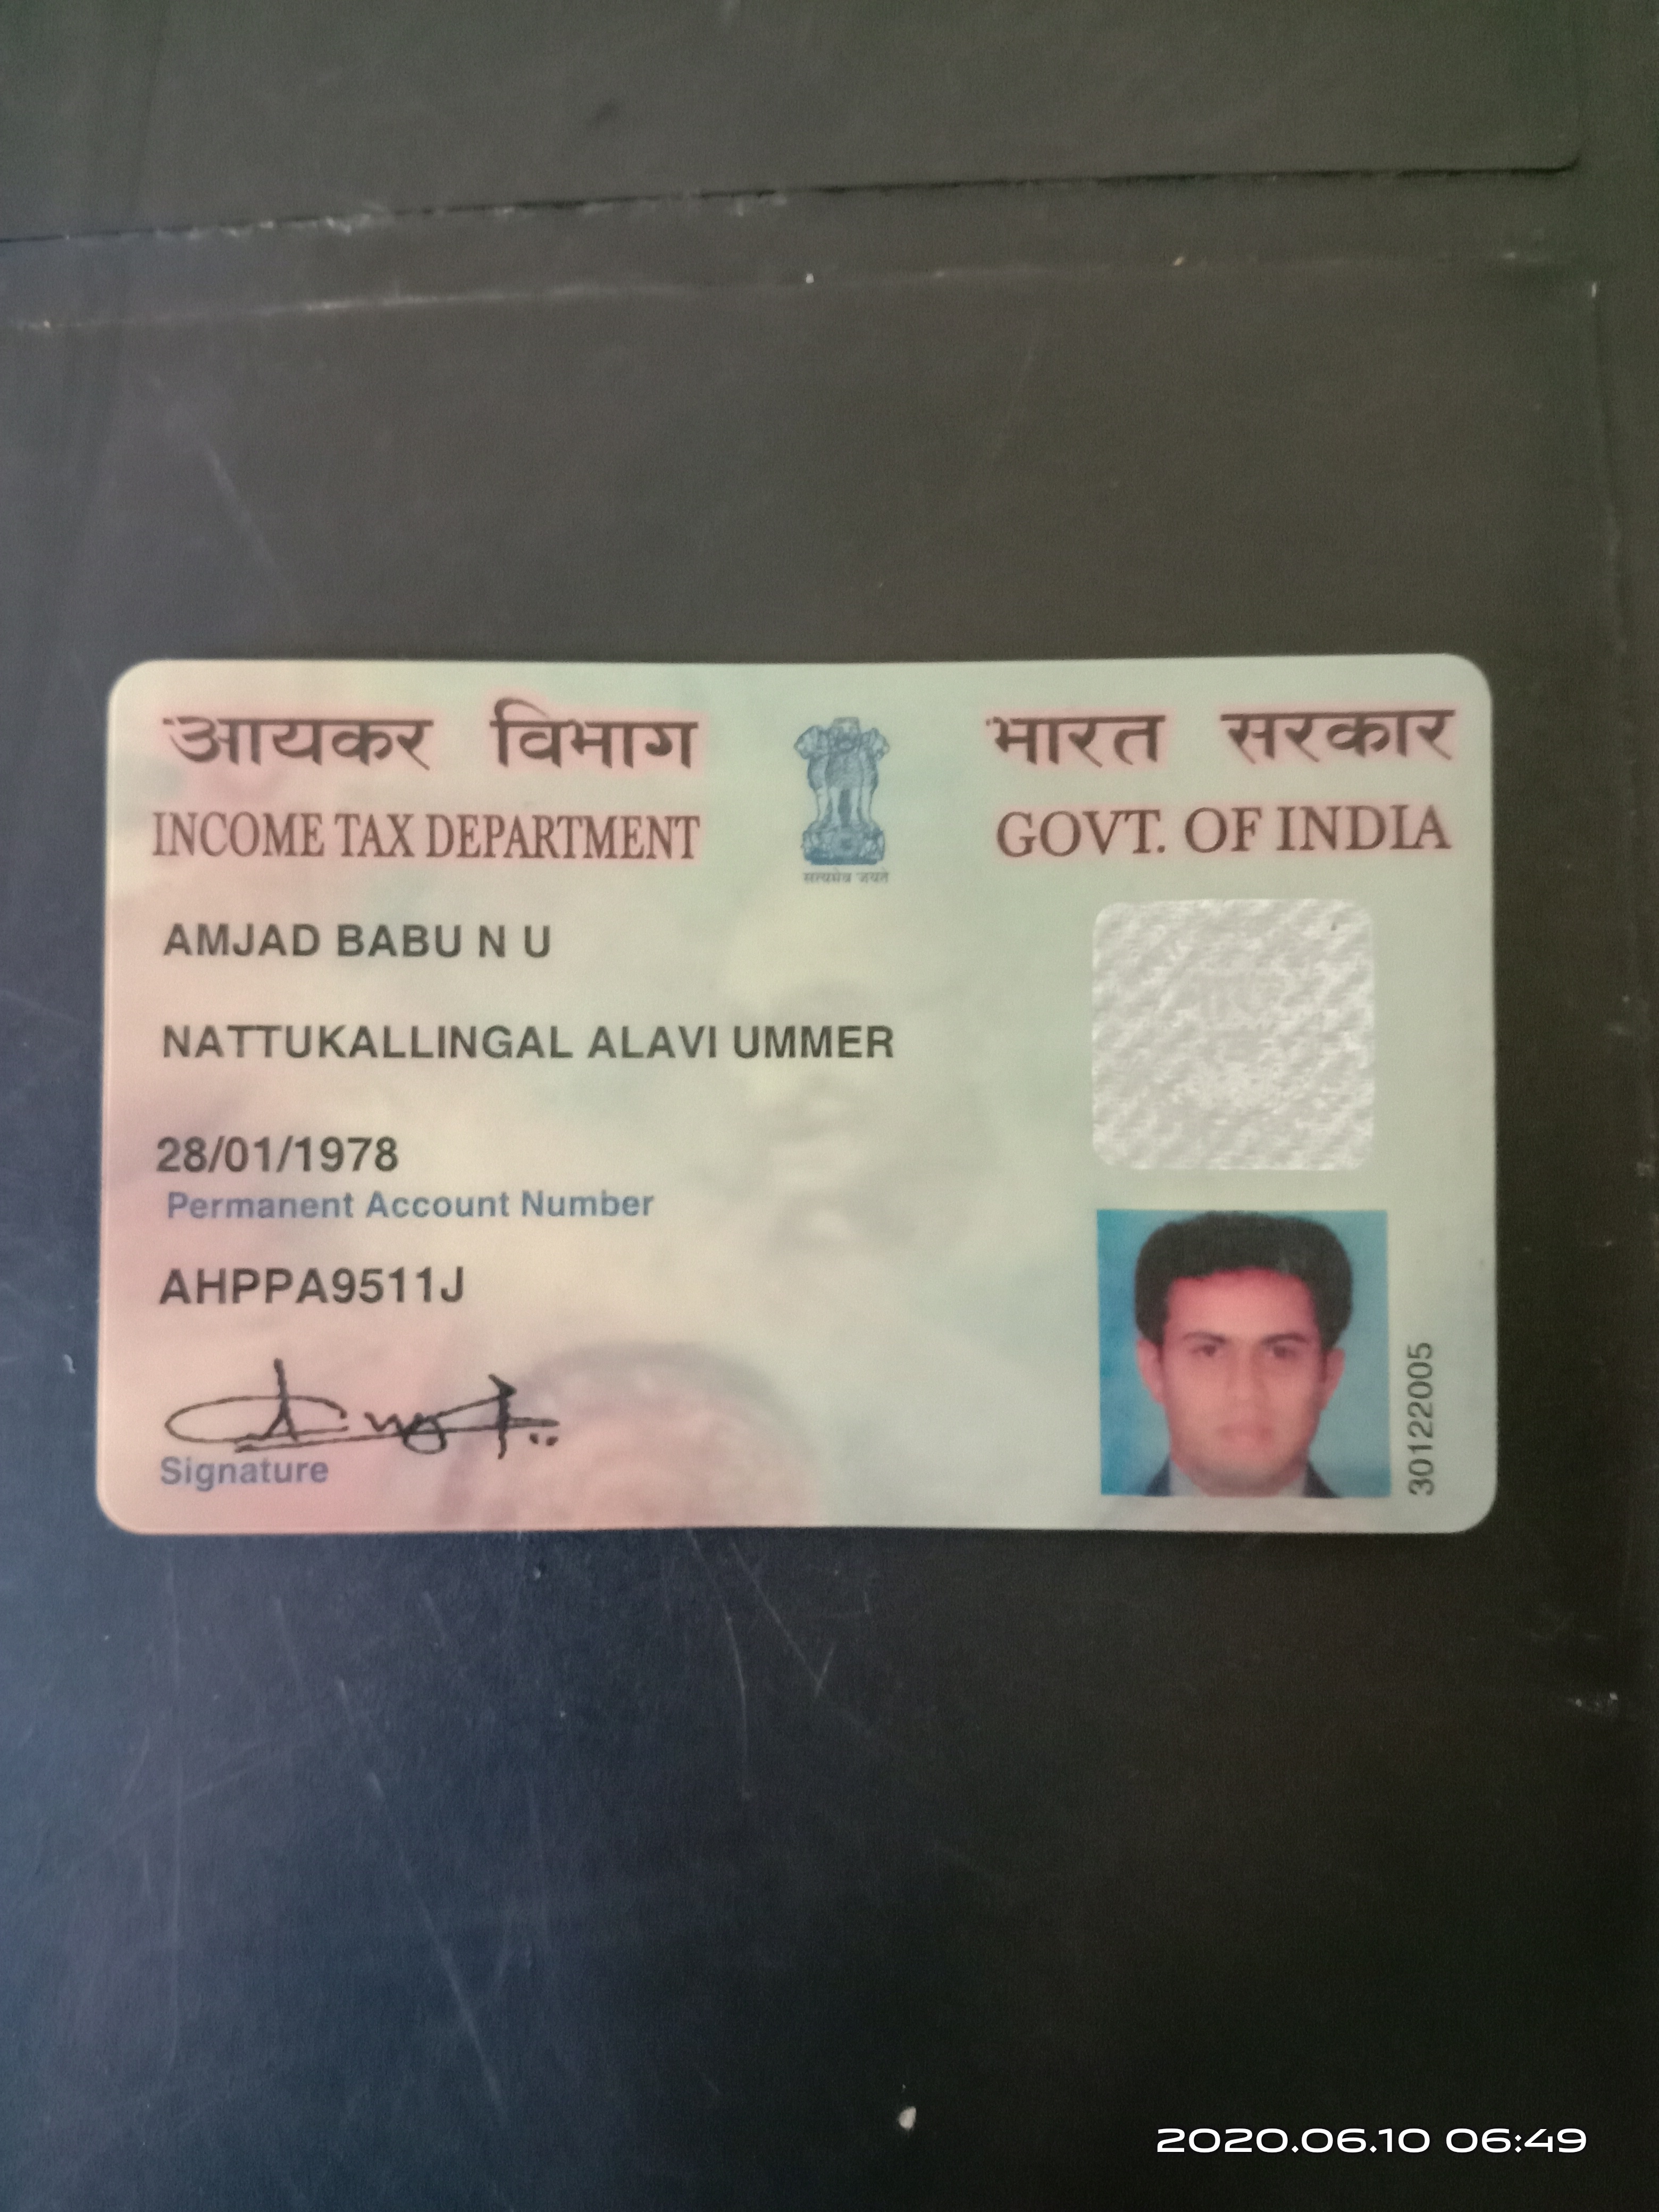 आयकर विभाग
INCOME TAX DEPARTMENT
सत्यमेव जयते
भारत सरकार
GOVT. OF INDIA
AMJAD BABU N U
NATTUKALLINGAL ALAVI UMMER
28/01/1978
Permanent Account Number
AHPPA9511J
Signature
30122005
2020.06.10 06:49